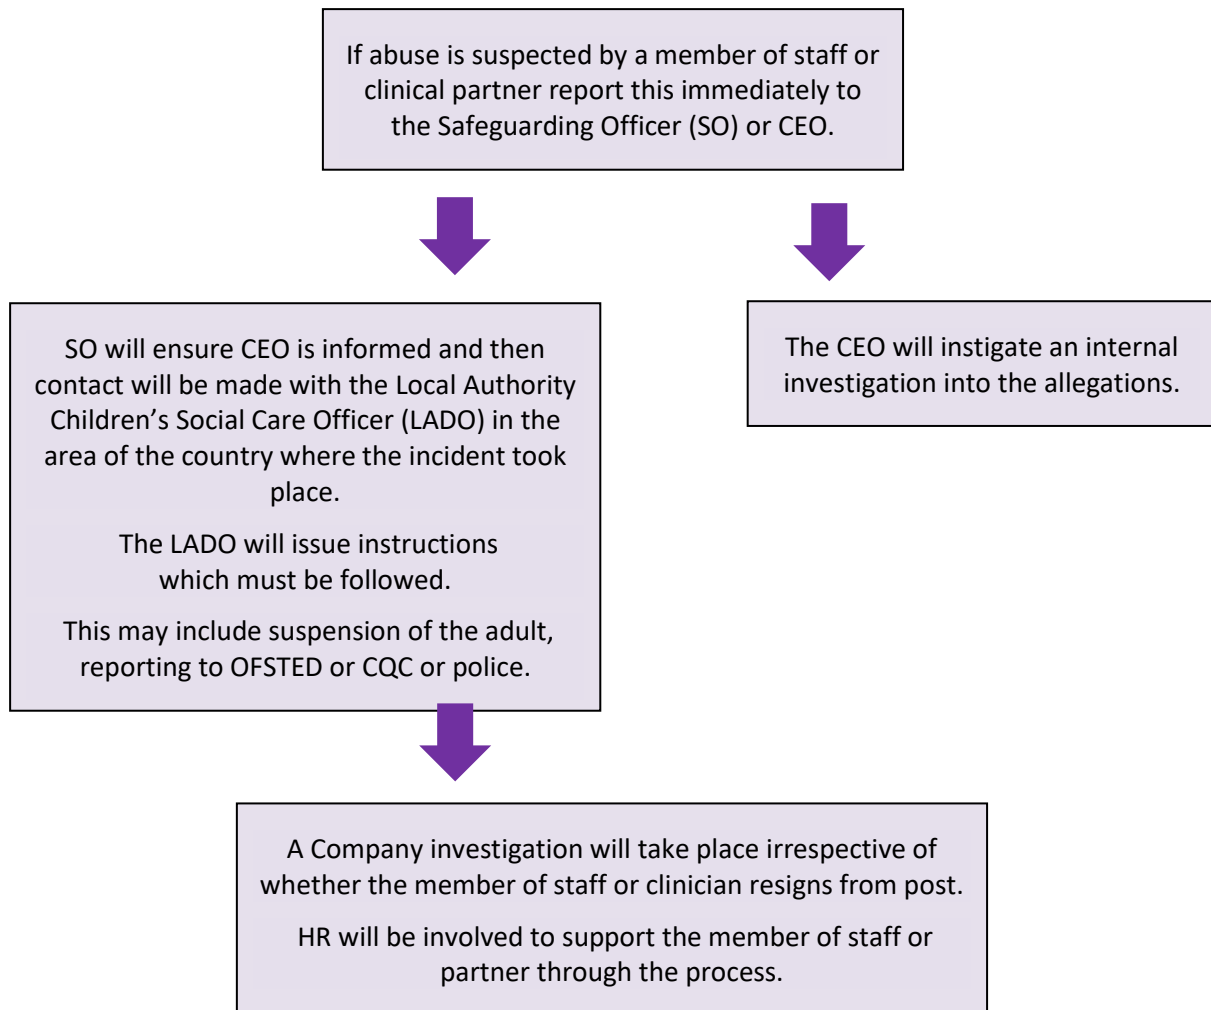 If abuse is suspected by a member of staff or
clinical partner report this immediately to
the Safeguarding Officer (SO) or CEO.
SO will ensure CEO is informed and then
contact will be made with the Local Authority
Children’s Social Care Officer (LADO) in the
area of the country where the incident took
place.
The LADO will issue instructions
which must be followed.
This may include suspension of the adult,
reporting to OFSTED or CQC or police.
The CEO will instigate an internal
investigation into the allegations.
A Company investigation will take place irrespective of
whether the member of staff or clinician resigns from post.
HR will be involved to support the member of staff or
partner through the process.